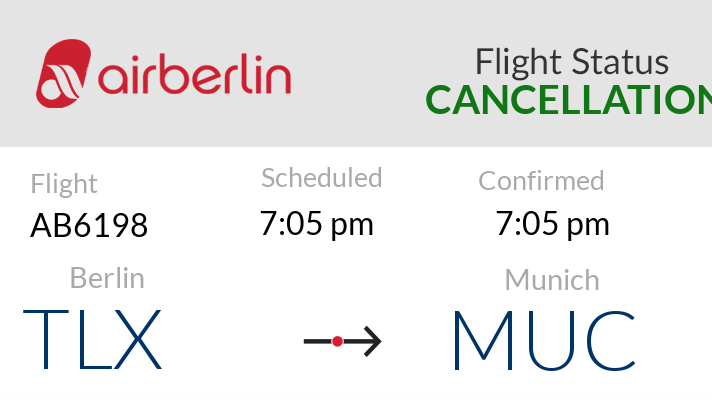 airberlin
Flight Status
CANCELLATION
Flight
Scheduled
Confirmed
AB6198
7:05 pm
7:05 pm
Berlin
Munich
TLX
MUC